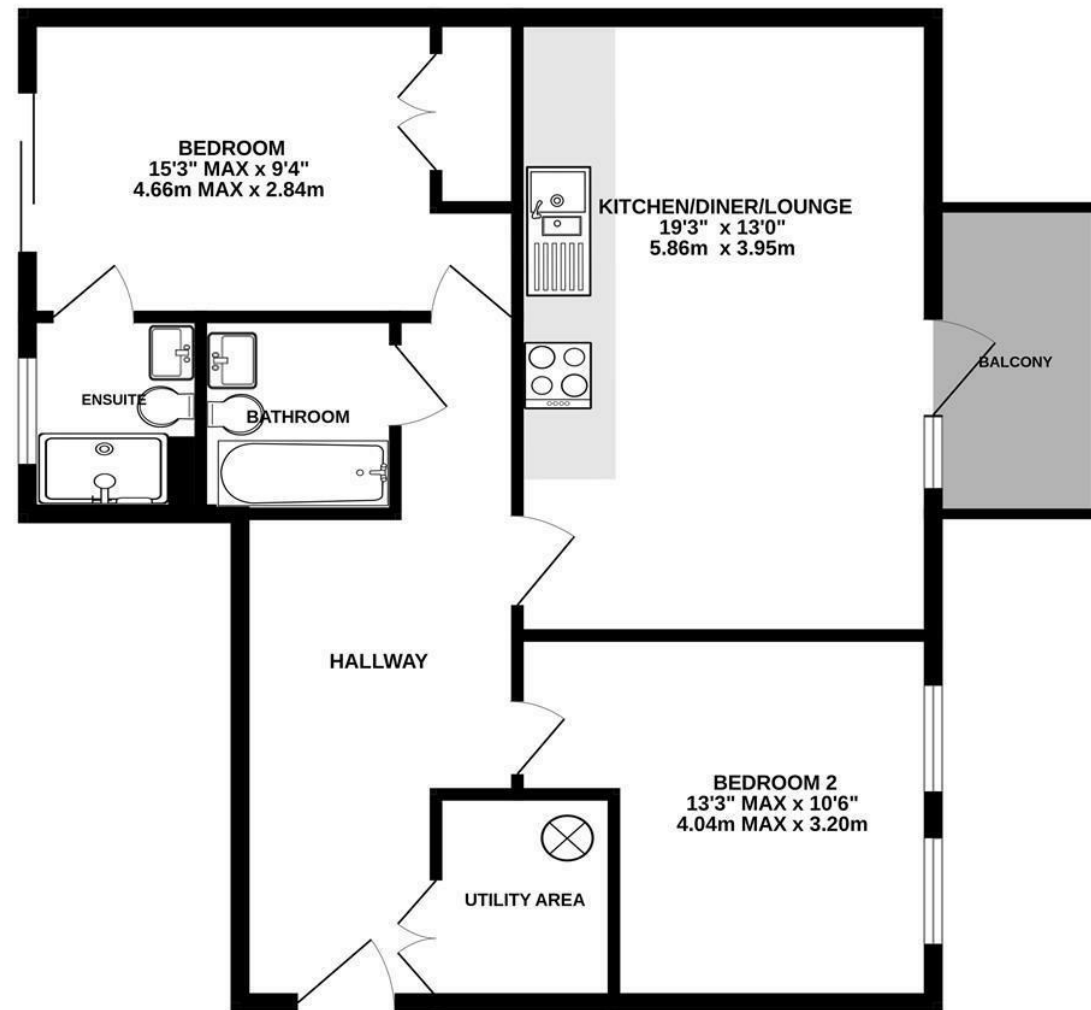 BEDROOM
15'3" MAX x 9'4"
4.66m MAX x 2.84m
KITCHEN/DINER/LOUNGE
19'3" x 13'0"
5.86m x 3.95m
BALCONY
ENSUITE
BATHROOM
HALLWAY
BEDROOM 2
13'3" MAX x 10'6"
4.04m MAX x 3.20m
UTILITY AREA